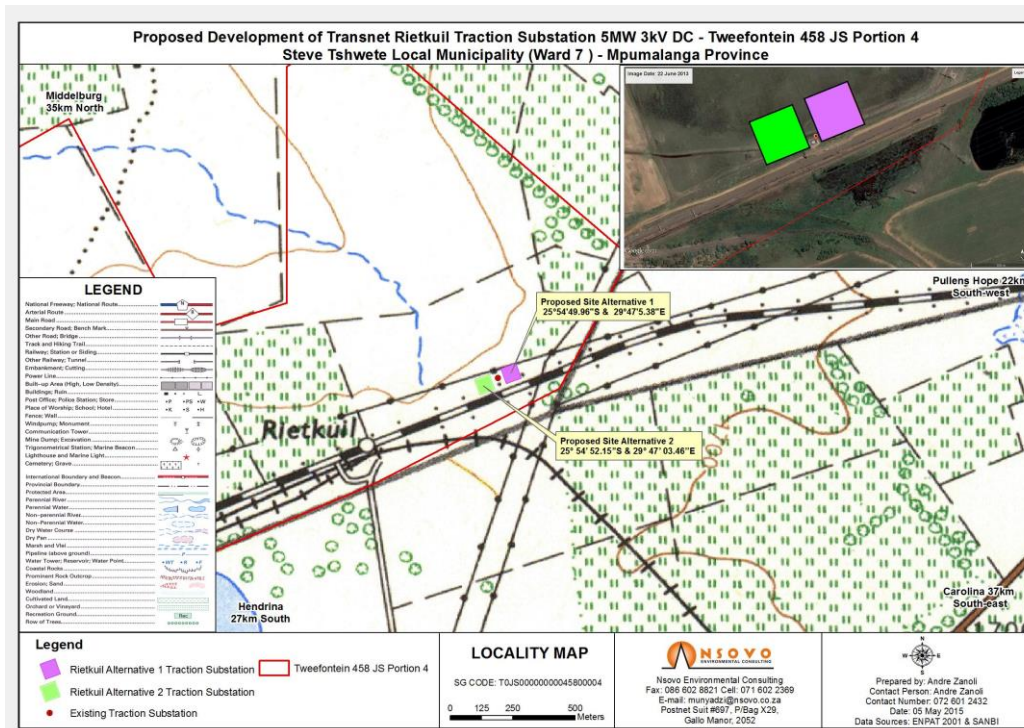 Proposed Development of Transnet Rietkuil Traction Substation 5MW 3kV DC - Tweefontein 458 JS Portion 4
Steve Tshwete Local Municipality (Ward 7 ) - Mpumalanga Province
Middelburg
35km North
Image Date: 22 June 2013
Google
Pullens Hope 22km
South-west
Proposed Site Alternative 1
25°54'49.96"S & 29°47'5.38"E
Rietkuil
Proposed Site Alternative 2
25° 54' 52.15"S & 29° 47' 03.46"E
Hendrina
27km South
Carolina 37km
South-east
LEGEND
National Freeway; National Route
Arterial Route
Main Road
Secondary Road; Bench Mark
Other Road; Bridge
Track and Hiking Trail
Railway; Station or Siding
Other Railway; Tunnel
Embankment; Cutting
Power Line
Built-up Area (High, Low Density)
Buildings; Ruin
Post Office; Police Station; Store
Place of Worship; School; Hotel
Fence; Wall
Windpump; Monument
Communication Tower
Mine Dump; Excavation
Trigonometrical Station; Marine Beacon
Lighthouse and Marine Light
Cemetery; Grave
International Boundary and Beacon
Provincial Boundary
Protected Area
Perennial River
Perennial Water
Non-perennial River
Non-Perennial Water
Dry Water Course
Dry Pan
Marsh and Vlei
Pipeline (above ground)
Water Tower; Reservoir; Water Point
Coastal Rocks
Prominent Rock Outcrop
Erosion; Sand
Woodland
Cultivated Land
Orchard or Vineyard
Recreation Ground
Row of Trees
Legend
Rietkuil Alternative 1 Traction Substation
Tweefontein 458 JS Portion 4
Rietkuil Alternative 2 Traction Substation
Existing Traction Substation
LOCALITY MAP
SG CODE: T0JS00000000045800004
0 125 250 500
Meters
NSOVO
ENVIRONMENTAL CONSULTING
Nsovo Environmental Consulting
Fax: 086 602 8821 Cell: 071 602 2369
E-mail: munyadzi@nsovo.co.za
Postnet Suit #697, P/Bag X29,
Gallo Manor, 2052
N
W E
S
Prepared by: Andre Zanoli
Contact Person: Andre Zanoli
Contact Number: 072 601 2432
Date: 05 May 2015
Data Sources: ENPAT 2001 & SANBI